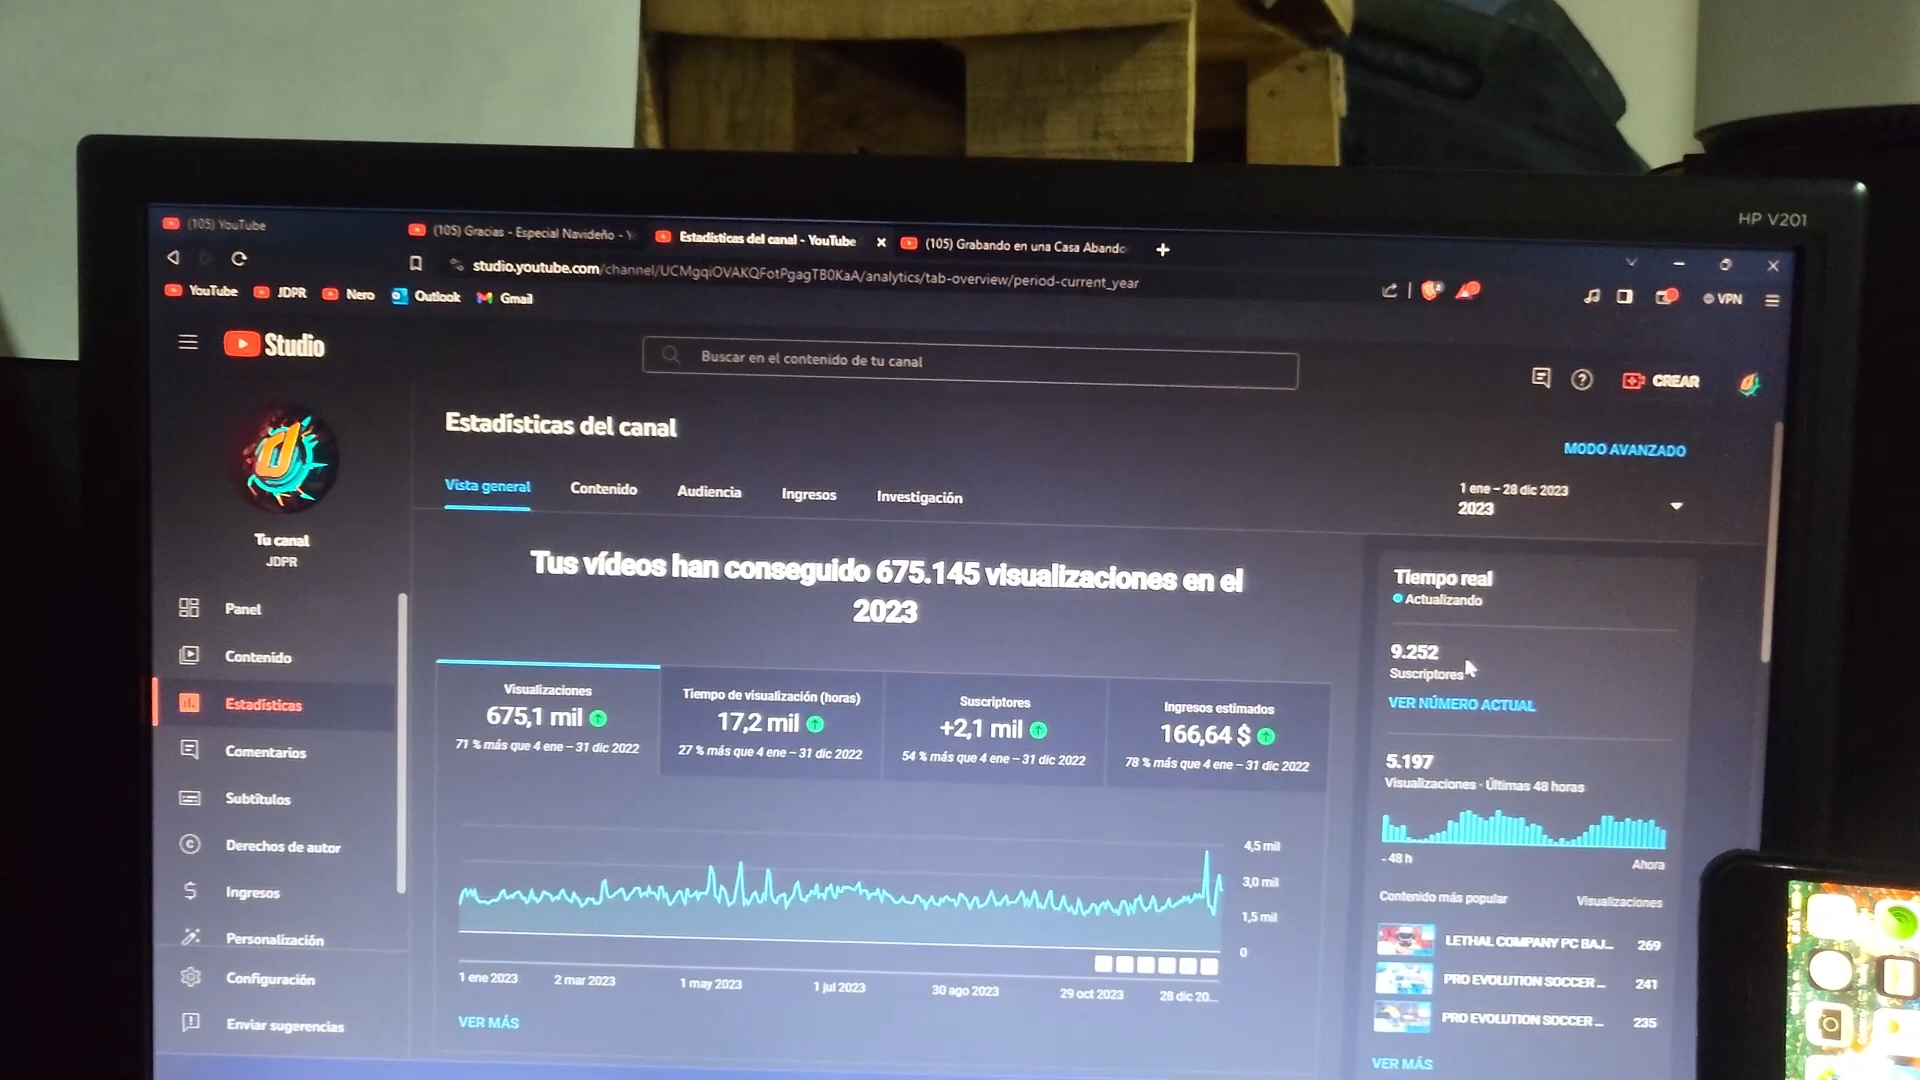 HP V201
(105) YouTube
(105) Gracias - Especial Navideño - Y
Estadísticas del canal - YouTube
(105) Grabando en una Casa Abando
studio.youtube.com/channel/UCMgqiOVAKQFotPgagTB0KaA/analytics/tab-overview/period-current_year
VPN
YouTube
JDPR
Nero
Outlook
Gmail
Studio
Buscar en el contenido de tu canal
CREAR
Estadísticas del canal
MODO AVANZADO
Vista general
Contenido
Audiencia
Ingresos
Investigación
1 ene – 28 dic 2023
2023
Tu canal
JDPR
Panel
Contenido
Estadísticas
Comentarios
Subtítulos
Derechos de autor
Ingresos
Personalización
Configuración
Enviar sugerencias
Tus vídeos han conseguido 675.145 visualizaciones en el
2023
Visualizaciones
675,1 mil
71 % más que 4 ene – 31 dic 2022
Tiempo de visualización (horas)
17,2 mil
27 % más que 4 ene – 31 dic 2022
Suscriptores
+2,1 mil
54 % más que 4 ene – 31 dic 2022
Ingresos estimados
166,64 $
78 % más que 4 ene – 31 dic 2022
4,5 mil
3,0 mil
1,5 mil
0
1 ene 2023
2 mar 2023
1 may 2023
1 jul 2023
30 ago 2023
29 oct 2023
28 dic 20...
VER MÁS
Tiempo real
Actualizando
9.252
Suscriptores
VER NÚMERO ACTUAL
5.197
Visualizaciones · Últimas 48 horas
- 48 h
Ahora
Contenido más popular
Visualizaciones
LETHAL COMPANY PC BAJ...
269
PRO EVOLUTION SOCCER ...
241
PRO EVOLUTION SOCCER ...
235
VER MÁS